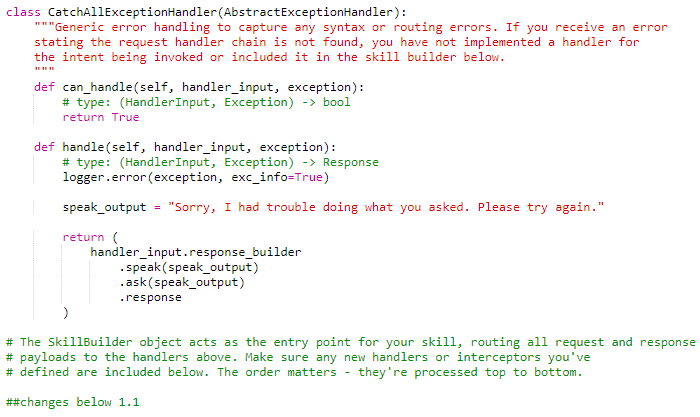 class CatchAllExceptionHandler(AbstractExceptionHandler):
    """Generic error handling to capture any syntax or routing errors. If you receive an error
    stating the request handler chain is not found, you have not implemented a handler for
    the intent being invoked or included it in the skill builder below.
    """
    def can_handle(self, handler_input, exception):
        # type: (HandlerInput, Exception) -> bool
        return True

    def handle(self, handler_input, exception):
        # type: (HandlerInput, Exception) -> Response
        logger.error(exception, exc_info=True)

        speak_output = "Sorry, I had trouble doing what you asked. Please try again."

        return (
            handler_input.response_builder
                .speak(speak_output)
                .ask(speak_output)
                .response
        )

# The SkillBuilder object acts as the entry point for your skill, routing all request and response
# payloads to the handlers above. Make sure any new handlers or interceptors you've
# defined are included below. The order matters - they're processed top to bottom.

##changes below 1.1